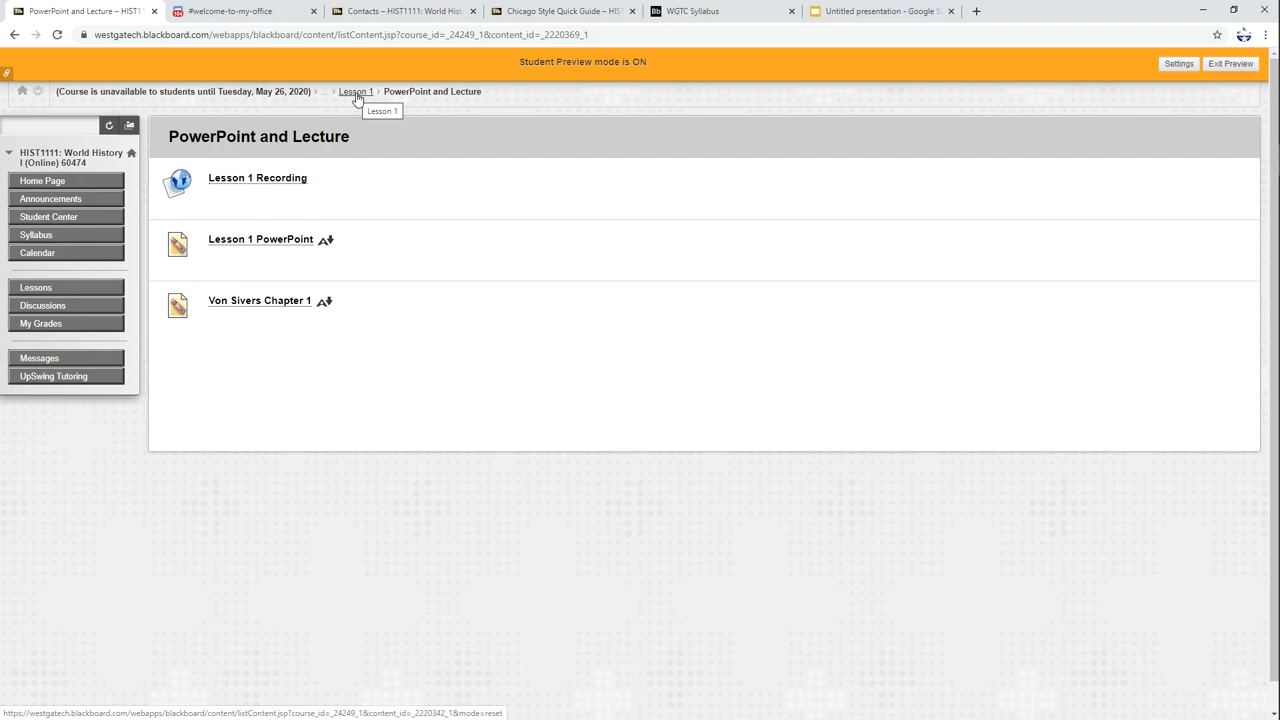 PowerPoint and Lecture – HIST1
#welcome-to-my-office
Contacts – HIST1111: World Hist
Chicago Style Quick Guide – HIST
WGTC Syllabus
Untitled presentation - Google Sl
westgatech.blackboard.com/webapps/blackboard/content/listContent.jsp?course_id=_24249_1&content_id=_2220369_1
Student Preview mode is ON
Settings
Exit Preview
(Course is unavailable to students until Tuesday, May 26, 2020) › ... › Lesson 1 › PowerPoint and Lecture
Lesson 1
PowerPoint and Lecture
HIST1111: World History
I (Online) 60474
Home Page
Announcements
Student Center
Syllabus
Calendar
Lessons
Discussions
My Grades
Messages
UpSwing Tutoring
Lesson 1 Recording
Lesson 1 PowerPoint
Von Sivers Chapter 1
https://westgatech.blackboard.com/webapps/blackboard/content/listContent.jsp?course_id=_24249_1&content_id=_2220342_1&mode=reset